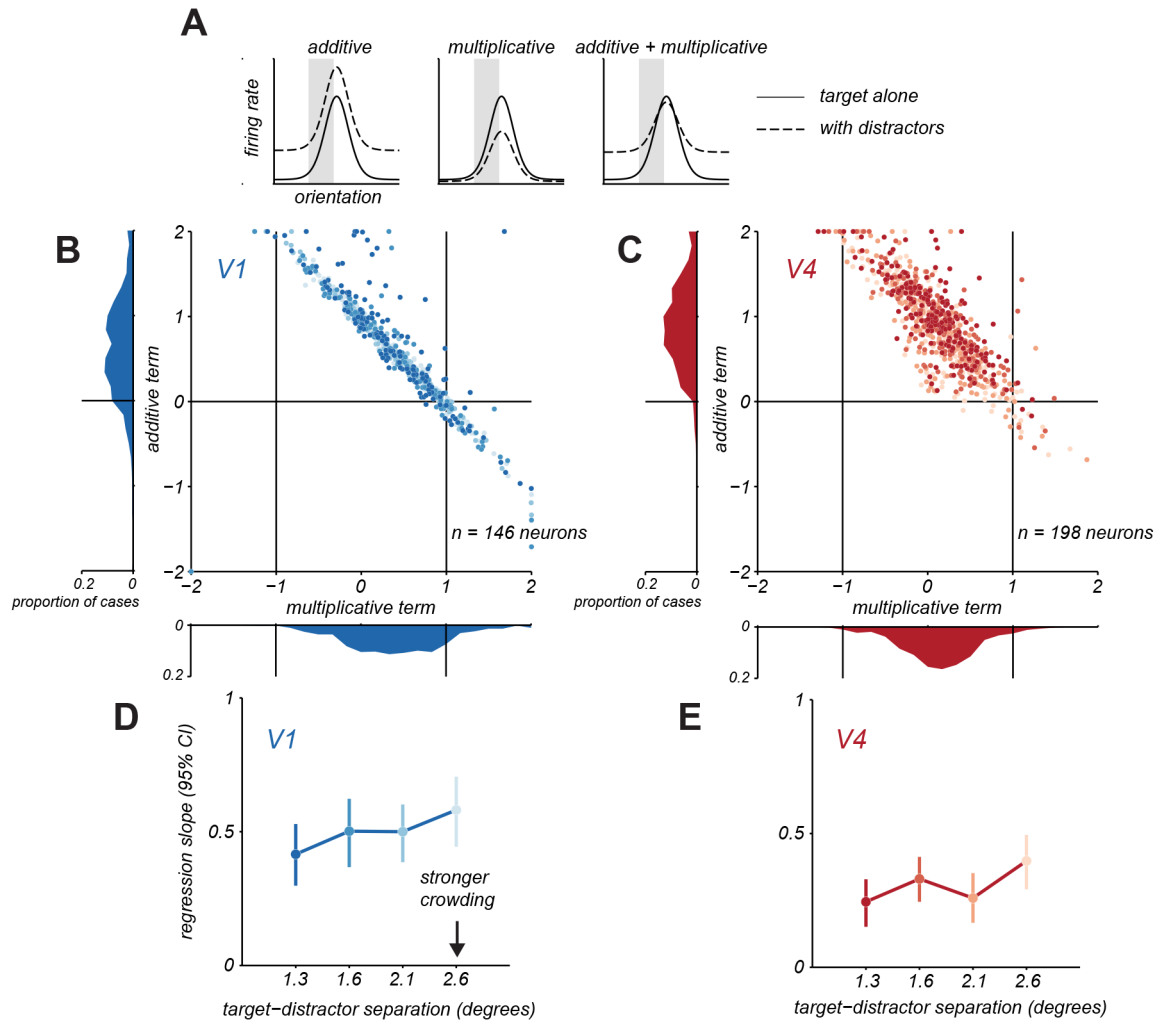 A
additive
multiplicative
additive + multiplicative
firing rate
orientation
target alone
with distractors
B
V1
2
1
0
−1
−2
additive term
n = 146 neurons
0.2 0
proportion of cases
−2 −1 0 1 2
multiplicative term
0
0.2
C
V4
2
1
0
−1
−2
additive term
n = 198 neurons
0.2 0
proportion of cases
−2 −1 0 1 2
multiplicative term
0
0.2
D
V1
1
0.5
0
regression slope (95% CI)
stronger
crowding
1.3 1.6 2.1 2.6
target−distractor separation (degrees)
E
V4
1
0.5
0
1.3 1.6 2.1 2.6
target−distractor separation (degrees)